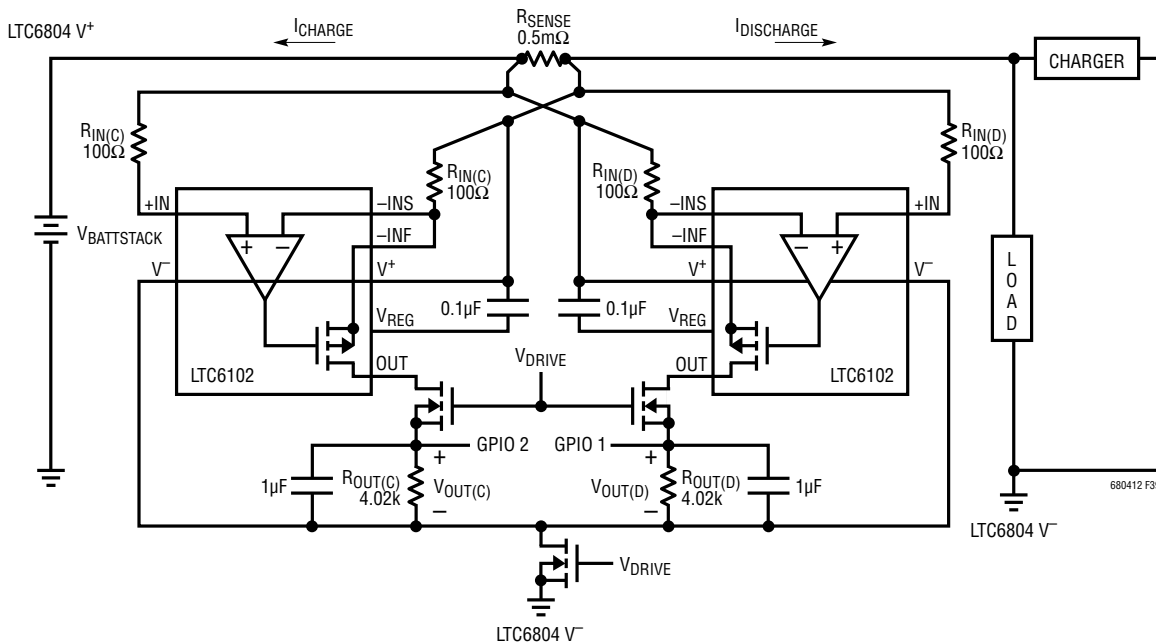 LTC6804 V⁺
I_CHARGE
R_SENSE
0.5mΩ
I_DISCHARGE
CHARGER
R_IN(C)
100Ω
R_IN(C)
100Ω
R_IN(D)
100Ω
R_IN(D)
100Ω
+IN
–INS
–INS
+IN
–INF
–INF
V_BATTSTACK
+
–
–
+
V⁻
V⁺
V⁺
V⁻
LOAD
0.1µF
0.1µF
V_REG
V_REG
V_DRIVE
OUT
OUT
LTC6102
LTC6102
GPIO 2
GPIO 1
+
+
1µF
R_OUT(C)
4.02k
V_OUT(C)
V_OUT(D)
R_OUT(D)
4.02k
1µF
–
–
680412 F39
LTC6804 V⁻
V_DRIVE
LTC6804 V⁻